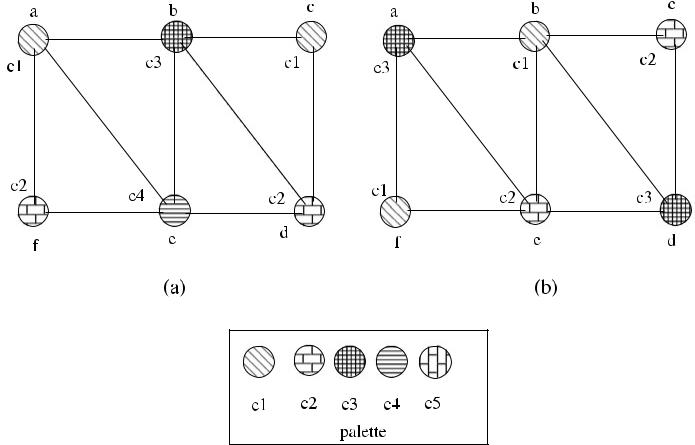 a b c a b c
c1 c3 c1 c3 c1 c2
c2 c4 c2 c1 c2 c3
f e d f e d
(a) (b)
c1 c2 c3 c4 c5
palette